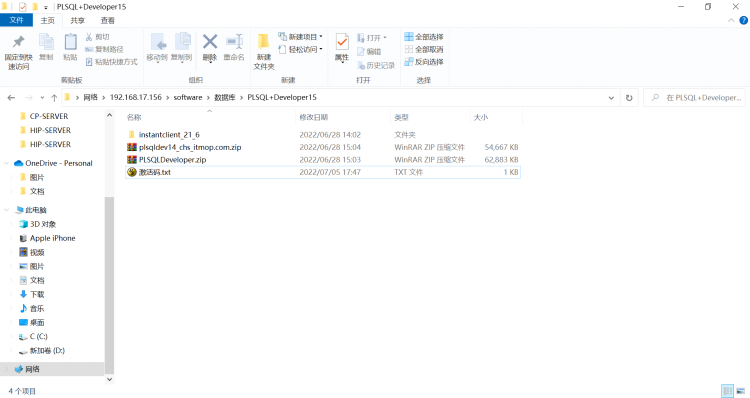 PLSQL+Developer15
文件
主页
共享
查看
固定到快速访问
复制
粘贴
剪切
复制路径
粘贴快捷方式
剪贴板
移动到
复制到
删除
重命名
组织
新建文件夹
新建项目
轻松访问
新建
属性
打开
编辑
历史记录
打开
全部选择
全部取消
反向选择
选择
网络 > 192.168.17.156 > software > 数据库 > PLSQL+Developer15
在 PLSQL+Developer...
名称 修改日期 类型 大小
instantclient_21_6 2022/06/28 14:02 文件夹
plsqldev14_chs_itmop.com.zip 2022/06/28 15:04 WinRAR ZIP 压缩文件 54,667 KB
PLSQLDeveloper.zip 2022/06/28 15:03 WinRAR ZIP 压缩文件 62,883 KB
激活码.txt 2022/07/05 17:47 TXT 文件 1 KB
CP-SERVER
HIP-SERVER
HIP-SERVER
OneDrive - Personal
图片
文档
此电脑
3D 对象
Apple iPhone
视频
图片
文档
下载
音乐
桌面
C (C:)
新加卷 (D:)
网络
4 个项目